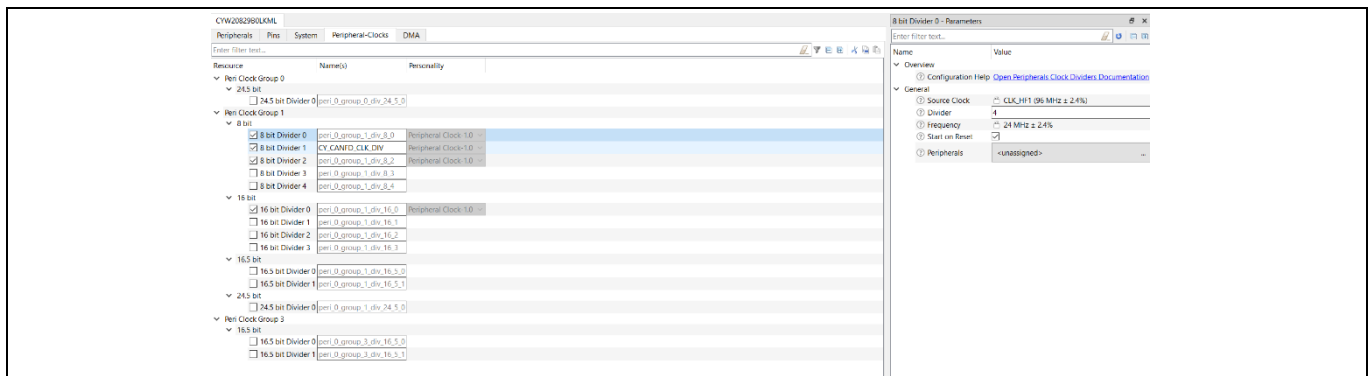 CYW20829B0LKML
Peripherals Pins System Peripheral-Clocks DMA
Enter filter text...
Resource Name(s) Personality
Peri Clock Group 0
24.5 bit
24.5 bit Divider 0 peri_0_group_0_div_24_5_0
Peri Clock Group 1
8 bit
8 bit Divider 0 peri_0_group_1_div_8_0 Peripheral Clock-1.0
8 bit Divider 1 CY_CANFD_CLK_DIV Peripheral Clock-1.0
8 bit Divider 2 peri_0_group_1_div_8_2 Peripheral Clock-1.0
8 bit Divider 3 peri_0_group_1_div_8_3
8 bit Divider 4 peri_0_group_1_div_8_4
16 bit
16 bit Divider 0 peri_0_group_1_div_16_0 Peripheral Clock-1.0
16 bit Divider 1 peri_0_group_1_div_16_1
16 bit Divider 2 peri_0_group_1_div_16_2
16 bit Divider 3 peri_0_group_1_div_16_3
16.5 bit
16.5 bit Divider 0 peri_0_group_1_div_16_5_0
16.5 bit Divider 1 peri_0_group_1_div_16_5_1
24.5 bit
24.5 bit Divider 0 peri_0_group_1_div_24_5_0
Peri Clock Group 3
16.5 bit
16.5 bit Divider 0 peri_0_group_3_div_16_5_0
16.5 bit Divider 1 peri_0_group_3_div_16_5_1
8 bit Divider 0 - Parameters
Enter filter text...
Name Value
Overview
Configuration Help Open Peripherals Clock Dividers Documentation
General
Source Clock CLK_HF1 (96 MHz ± 2.4%)
Divider 4
Frequency 24 MHz ± 2.4%
Start on Reset
Peripherals <unassigned> ...